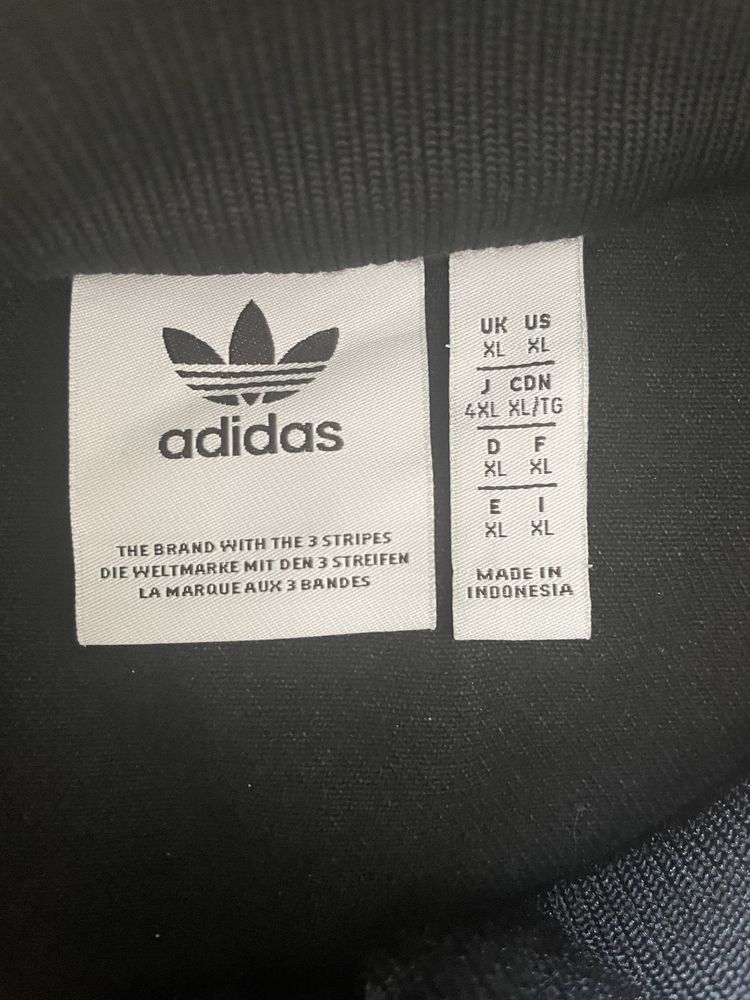 adidas
THE BRAND WITH THE 3 STRIPES
DIE WELTMARKE MIT DEN 3 STREIFEN
LA MARQUE AUX 3 BANDES
UK US
XL XL
J CDN
4XL XL/TG
D F
XL XL
E I
XL XL
MADE IN
INDONESIA